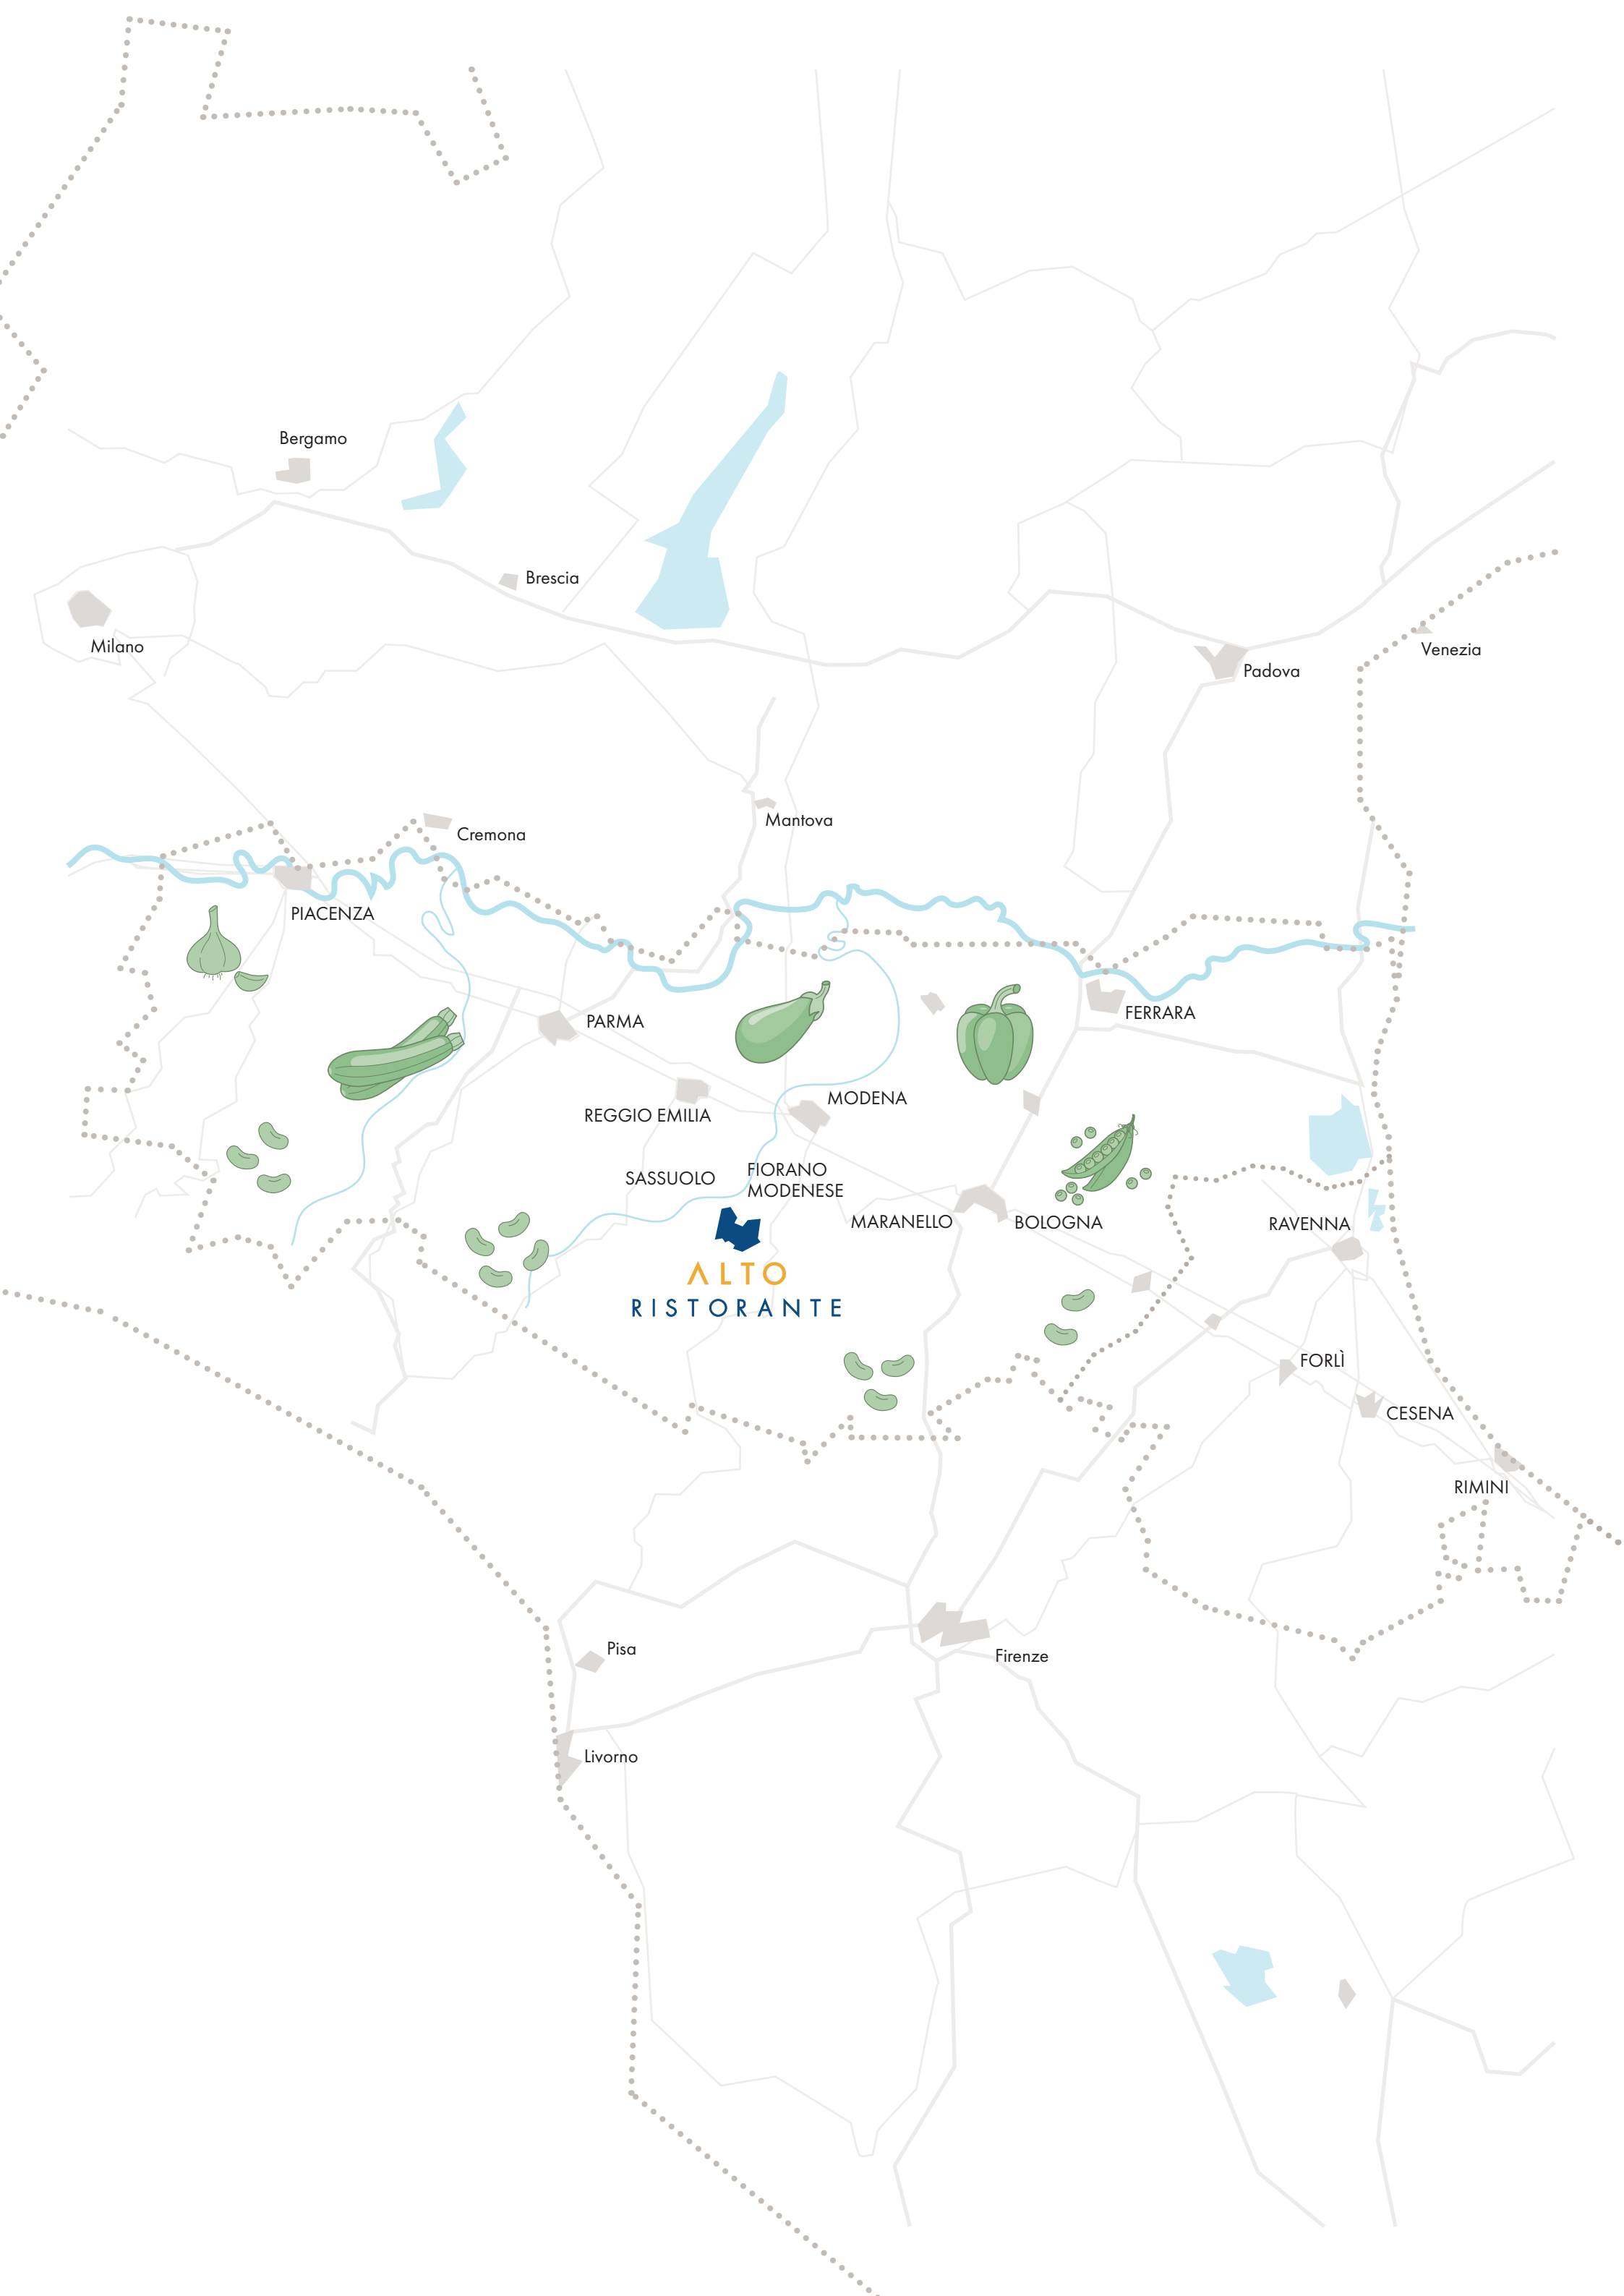 Bergamo
Brescia
Milano
Venezia
Padova
Mantova
Cremona
PIACENZA
FERRARA
PARMA
MODENA
REGGIO EMILIA
FIORANO
MODENESE
SASSUOLO
MARANELLO
BOLOGNA
RAVENNA
ALTO
RISTORANTE
FORLÌ
CESENA
RIMINI
Pisa
Firenze
Livorno